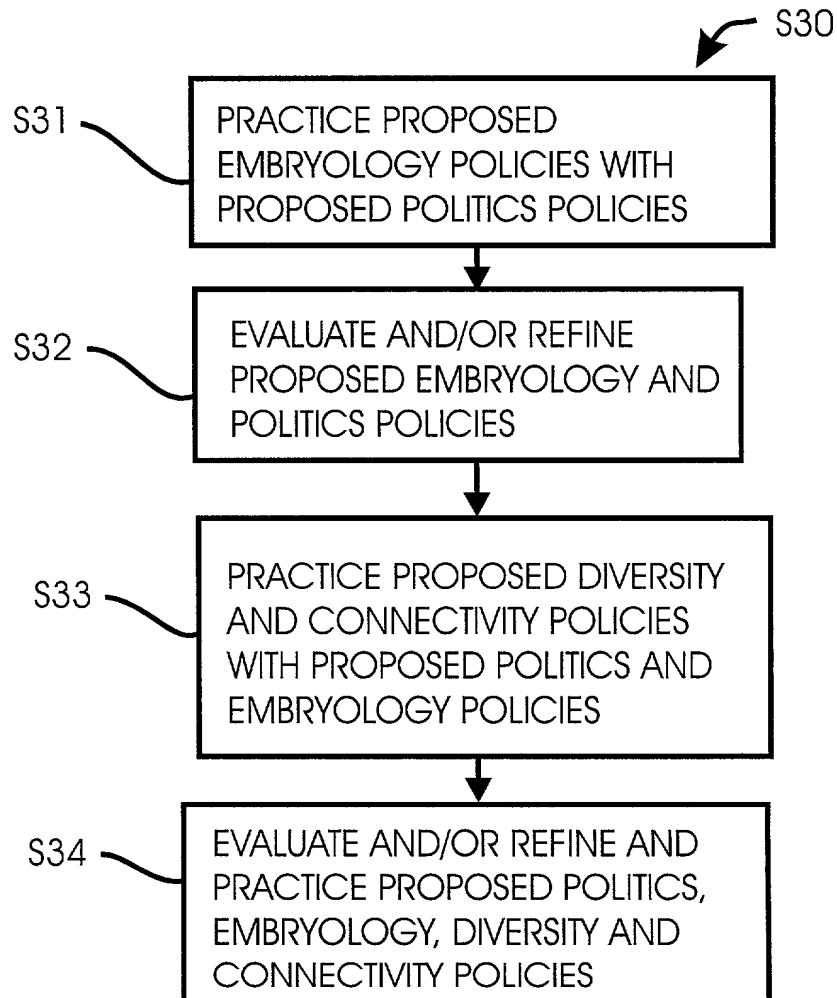 S30
S31
PRACTICE PROPOSED
EMBRYOLOGY POLICIES WITH
PROPOSED POLITICS POLICIES
S32
EVALUATE AND/OR REFINE
PROPOSED EMBRYOLOGY AND
POLITICS POLICIES
S33
PRACTICE PROPOSED DIVERSITY
AND CONNECTIVITY POLICIES
WITH PROPOSED POLITICS AND
EMBRYOLOGY POLICIES
S34
EVALUATE AND/OR REFINE AND
PRACTICE PROPOSED POLITICS,
EMBRYOLOGY, DIVERSITY AND
CONNECTIVITY POLICIES